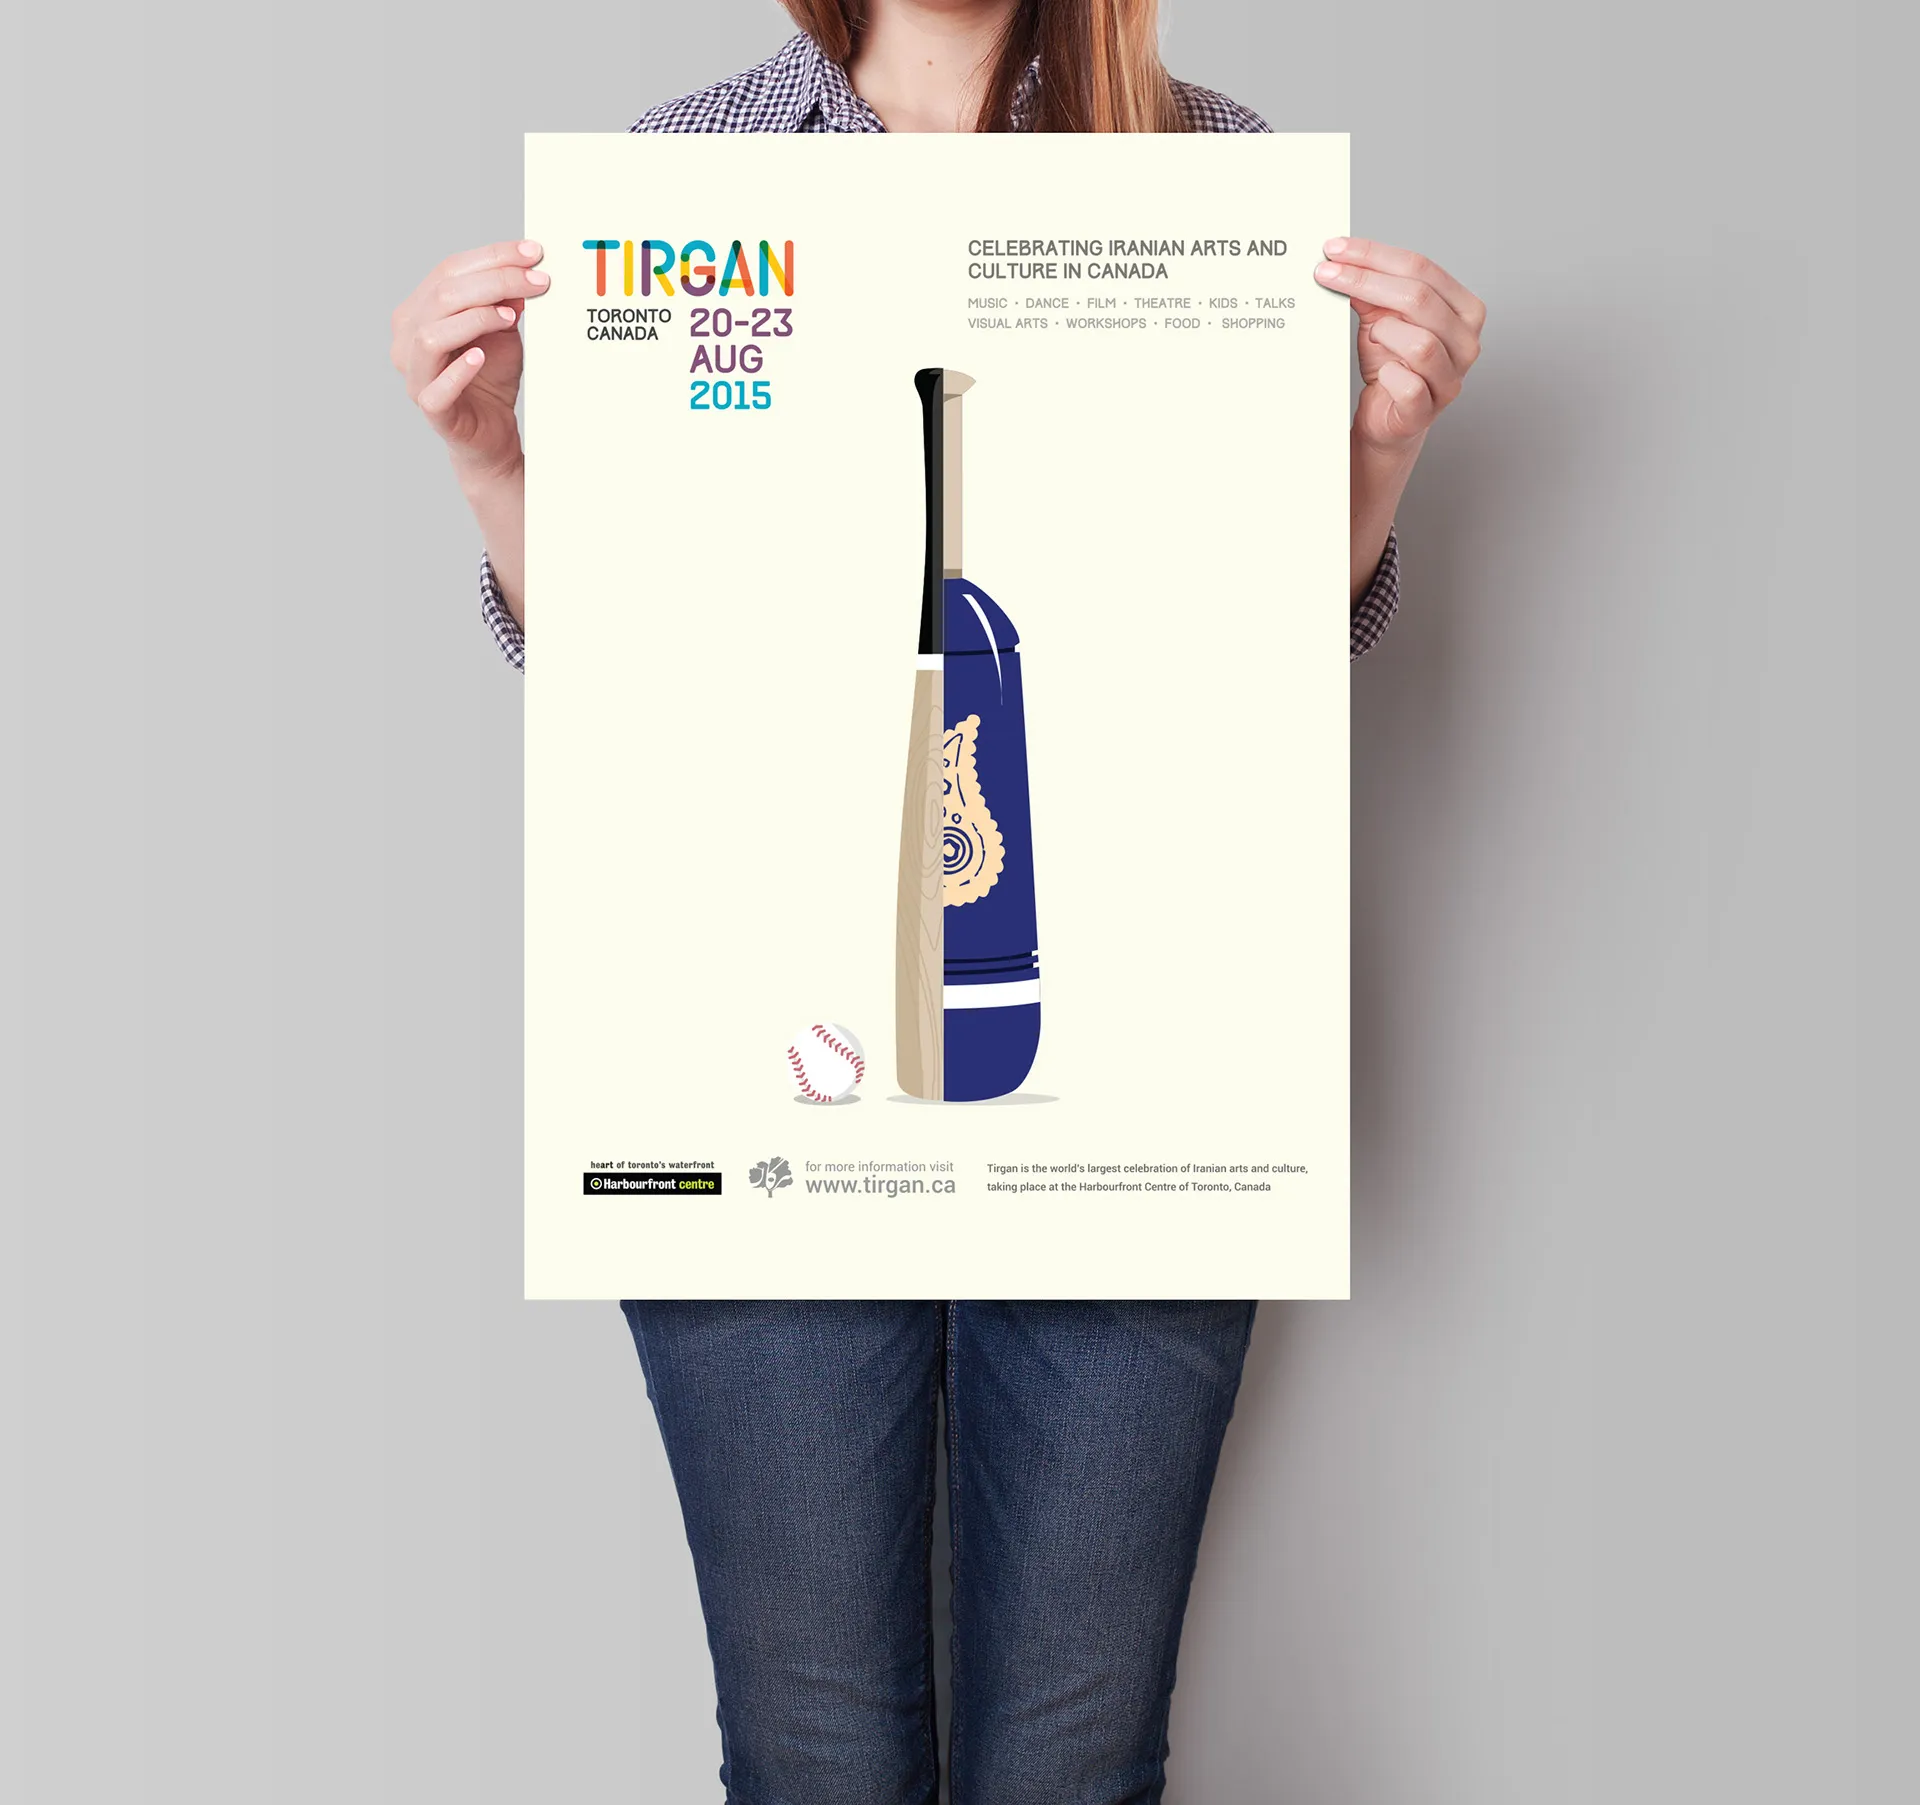 TIRGAN
TORONTO
CANADA
20-23
AUG
2015
CELEBRATING IRANIAN ARTS AND
CULTURE IN CANADA
MUSIC • DANCE • FILM • THEATRE • KIDS • TALKS
VISUAL ARTS • WORKSHOPS • FOOD • SHOPPING
heart of toronto's waterfront
Harbourfront centre
for more information visit
www.tirgan.ca
Tirgan is the world's largest celebration of Iranian arts and culture,
taking place at the Harbourfront Centre of Toronto, Canada